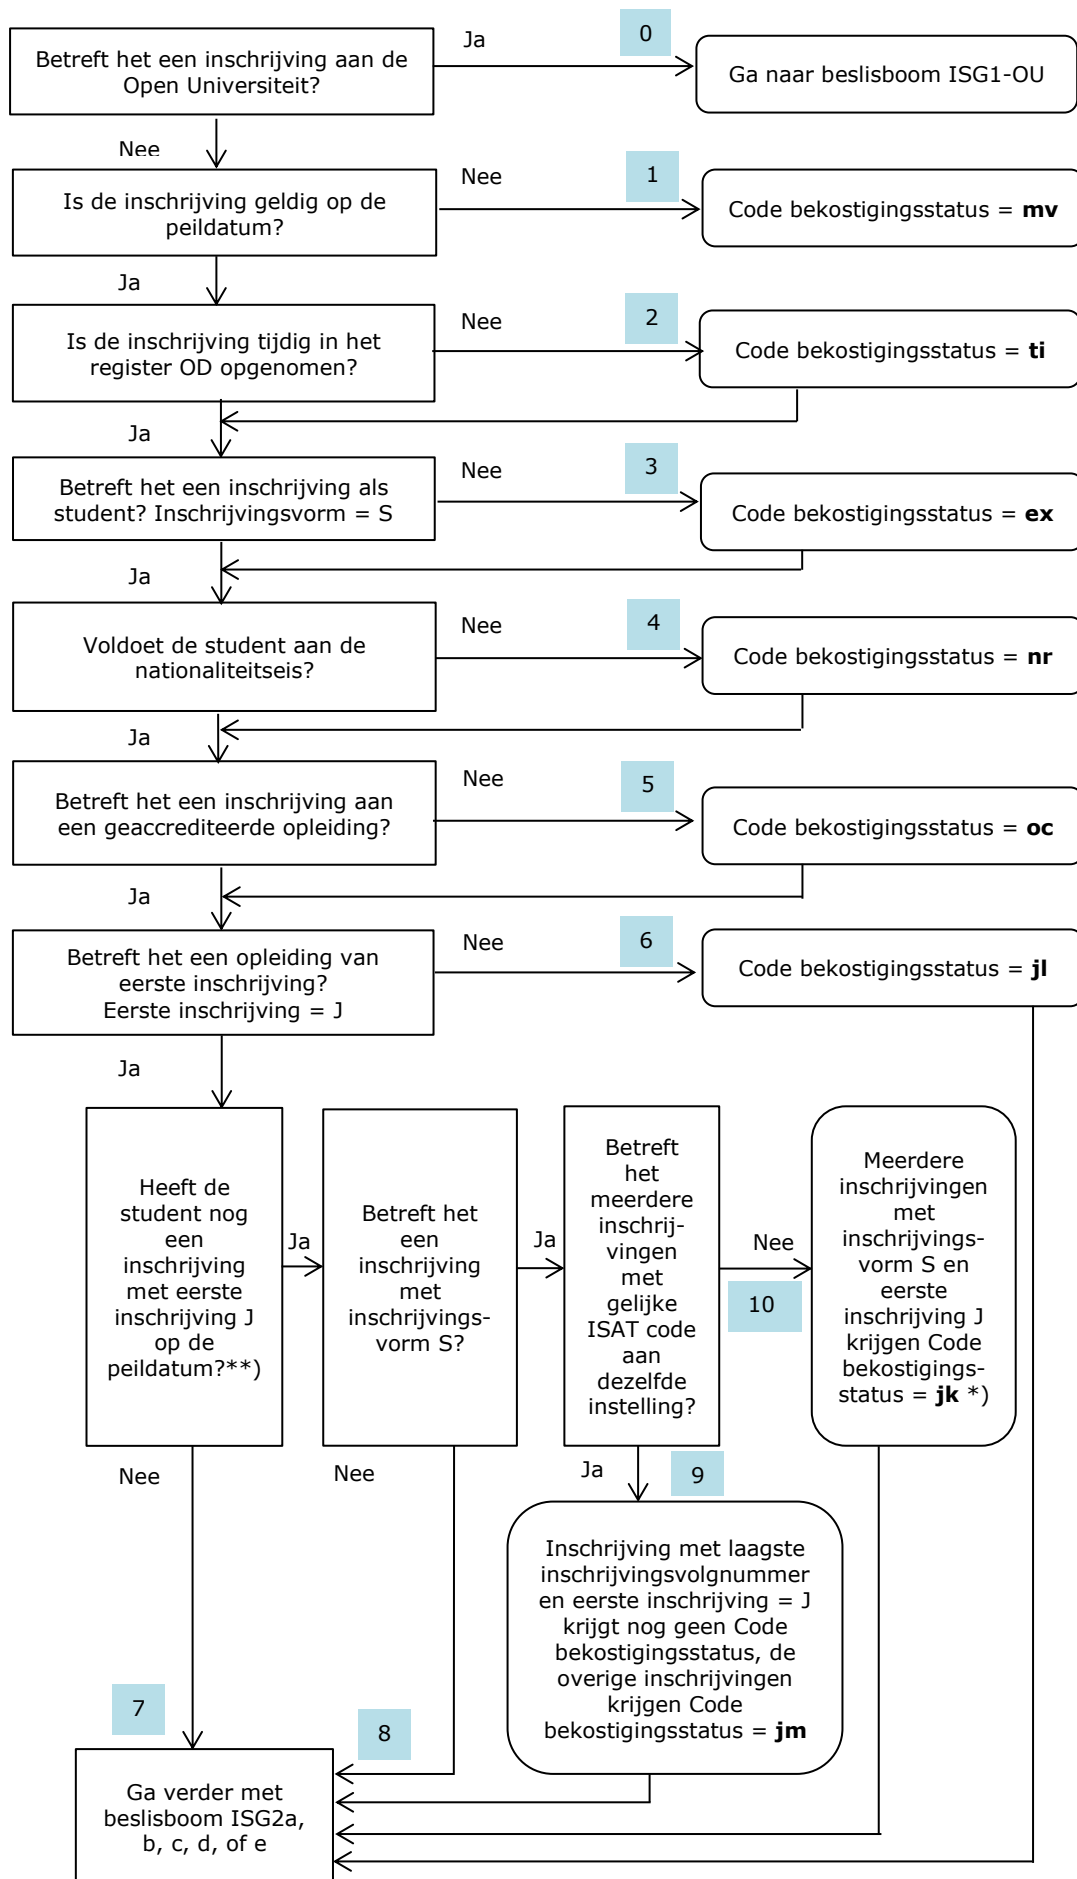 Betreft het een inschrijving aan de
Open Universiteit?
Ja
0
Ga naar beslisboom ISG1-OU
Nee
Is de inschrijving geldig op de
peildatum?
Nee
1
Code bekostigingsstatus = mv
Ja
Is de inschrijving tijdig in het
register OD opgenomen?
Nee
2
Code bekostigingsstatus = ti
Ja
Betreft het een inschrijving als
student? Inschrijvingsvorm = S
Nee
3
Code bekostigingsstatus = ex
Ja
Voldoet de student aan de
nationaliteitseis?
Nee
4
Code bekostigingsstatus = nr
Ja
Betreft het een inschrijving aan
een geaccrediteerde opleiding?
Nee
5
Code bekostigingsstatus = oc
Ja
Betreft het een opleiding van
eerste inschrijving?
Eerste inschrijving = J
Nee
6
Code bekostigingsstatus = jl
Ja
Heeft de
student nog
een
inschrijving
met eerste
inschrijving J
op de
peildatum?**)
Ja
Betreft het
een
inschrijving
met
inschrijvings-
vorm S?
Ja
Betreft
het
meerdere
inschrij-
vingen
met
gelijke
ISAT code
aan
dezelfde
instelling?
Nee
10
Meerdere
inschrijvingen
met
inschrijvings-
vorm S en
eerste
inschrijving J
krijgen Code
bekostigings-
status = jk *)
Nee
Nee
Ja
9
Inschrijving met laagste
inschrijvingsvolgnummer
en eerste inschrijving = J
krijgt nog geen Code
bekostigingsstatus, de
overige inschrijvingen
krijgen Code
bekostigingsstatus = jm
7
8
Ga verder met
beslisboom ISG2a,
b, c, d, of e